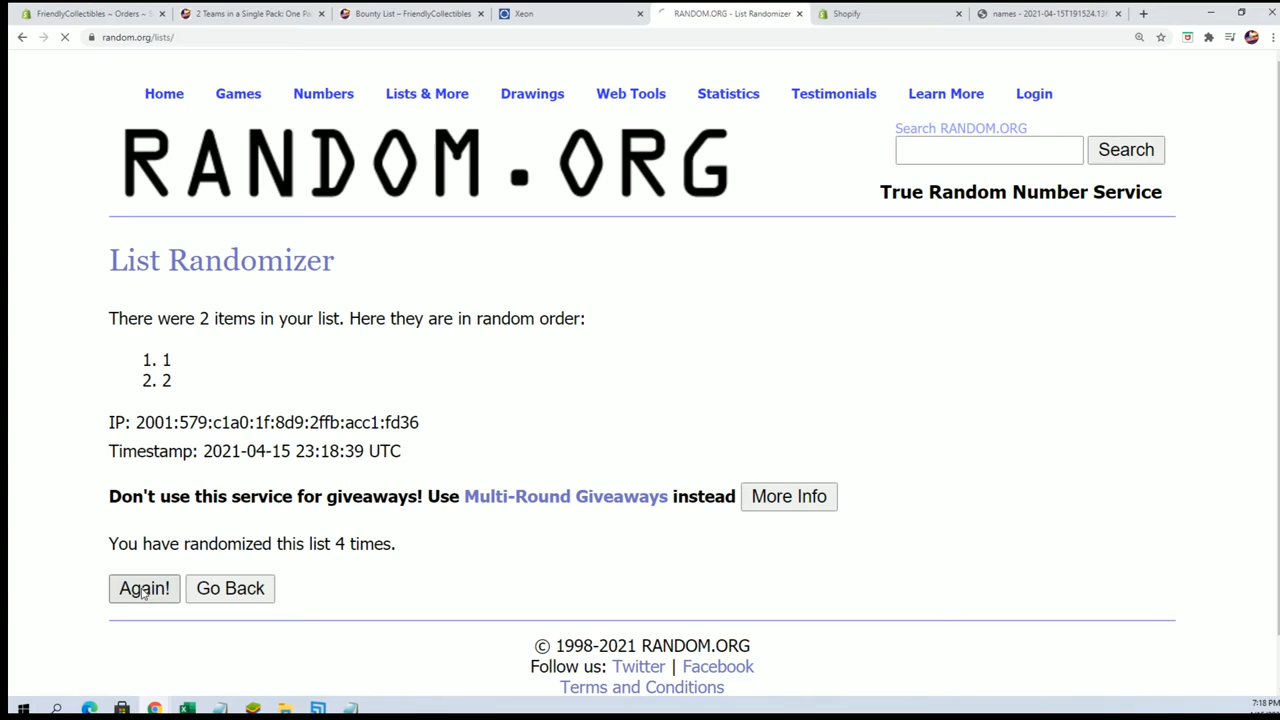 FriendlyCollectibles ~ Orders ~ S
2 Teams in a Single Pack: One Pa
Bounty List – FriendlyCollectibles
Xeon
RANDOM.ORG - List Randomizer
Shopify
names - 2021-04-15T191524.13
random.org/lists/
Home Games Numbers Lists & More Drawings Web Tools Statistics Testimonials Learn More Login
RANDOM.ORG
Search RANDOM.ORG
Search
True Random Number Service
List Randomizer
There were 2 items in your list. Here they are in random order:
1. 1
2. 2
IP: 2001:579:c1a0:1f:8d9:2ffb:acc1:fd36
Timestamp: 2021-04-15 23:18:39 UTC
Don't use this service for giveaways! Use Multi-Round Giveaways instead More Info
You have randomized this list 4 times.
Again! Go Back
© 1998-2021 RANDOM.ORG
Follow us: Twitter | Facebook
Terms and Conditions
7:18 PM